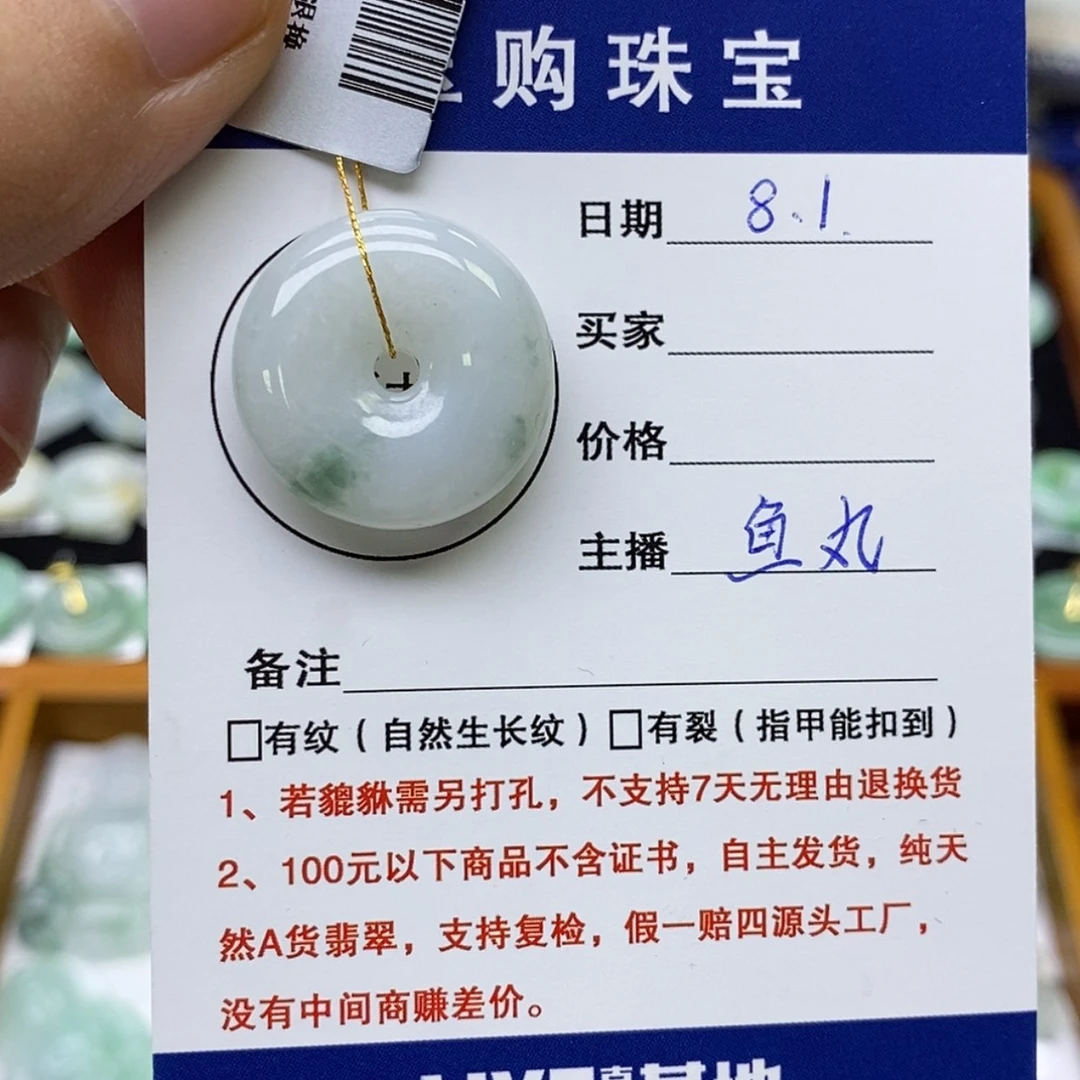 购珠宝
日期 8.1.
买家
价格
主播 鱼丸
备注
□有纹（自然生长纹）□有裂（指甲能扣到）
1、若貔貅需另打孔，不支持7天无理由退换货
2、100元以下商品不含证书，自主发货，纯天
然A货翡翠，支持复检，假一赔四源头工厂，
没有中间商赚差价。
基地